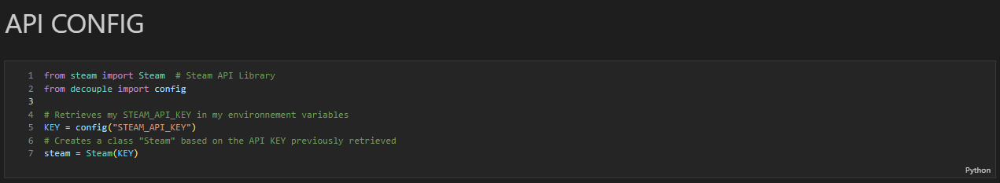 API CONFIG
1 from steam import Steam  # Steam API Library
2 from decouple import config
3
4 # Retrieves my STEAM_API_KEY in my environnement variables
5 KEY = config("STEAM_API_KEY")
6 # Creates a class "Steam" based on the API KEY previously retrieved
7 steam = Steam(KEY)
Python